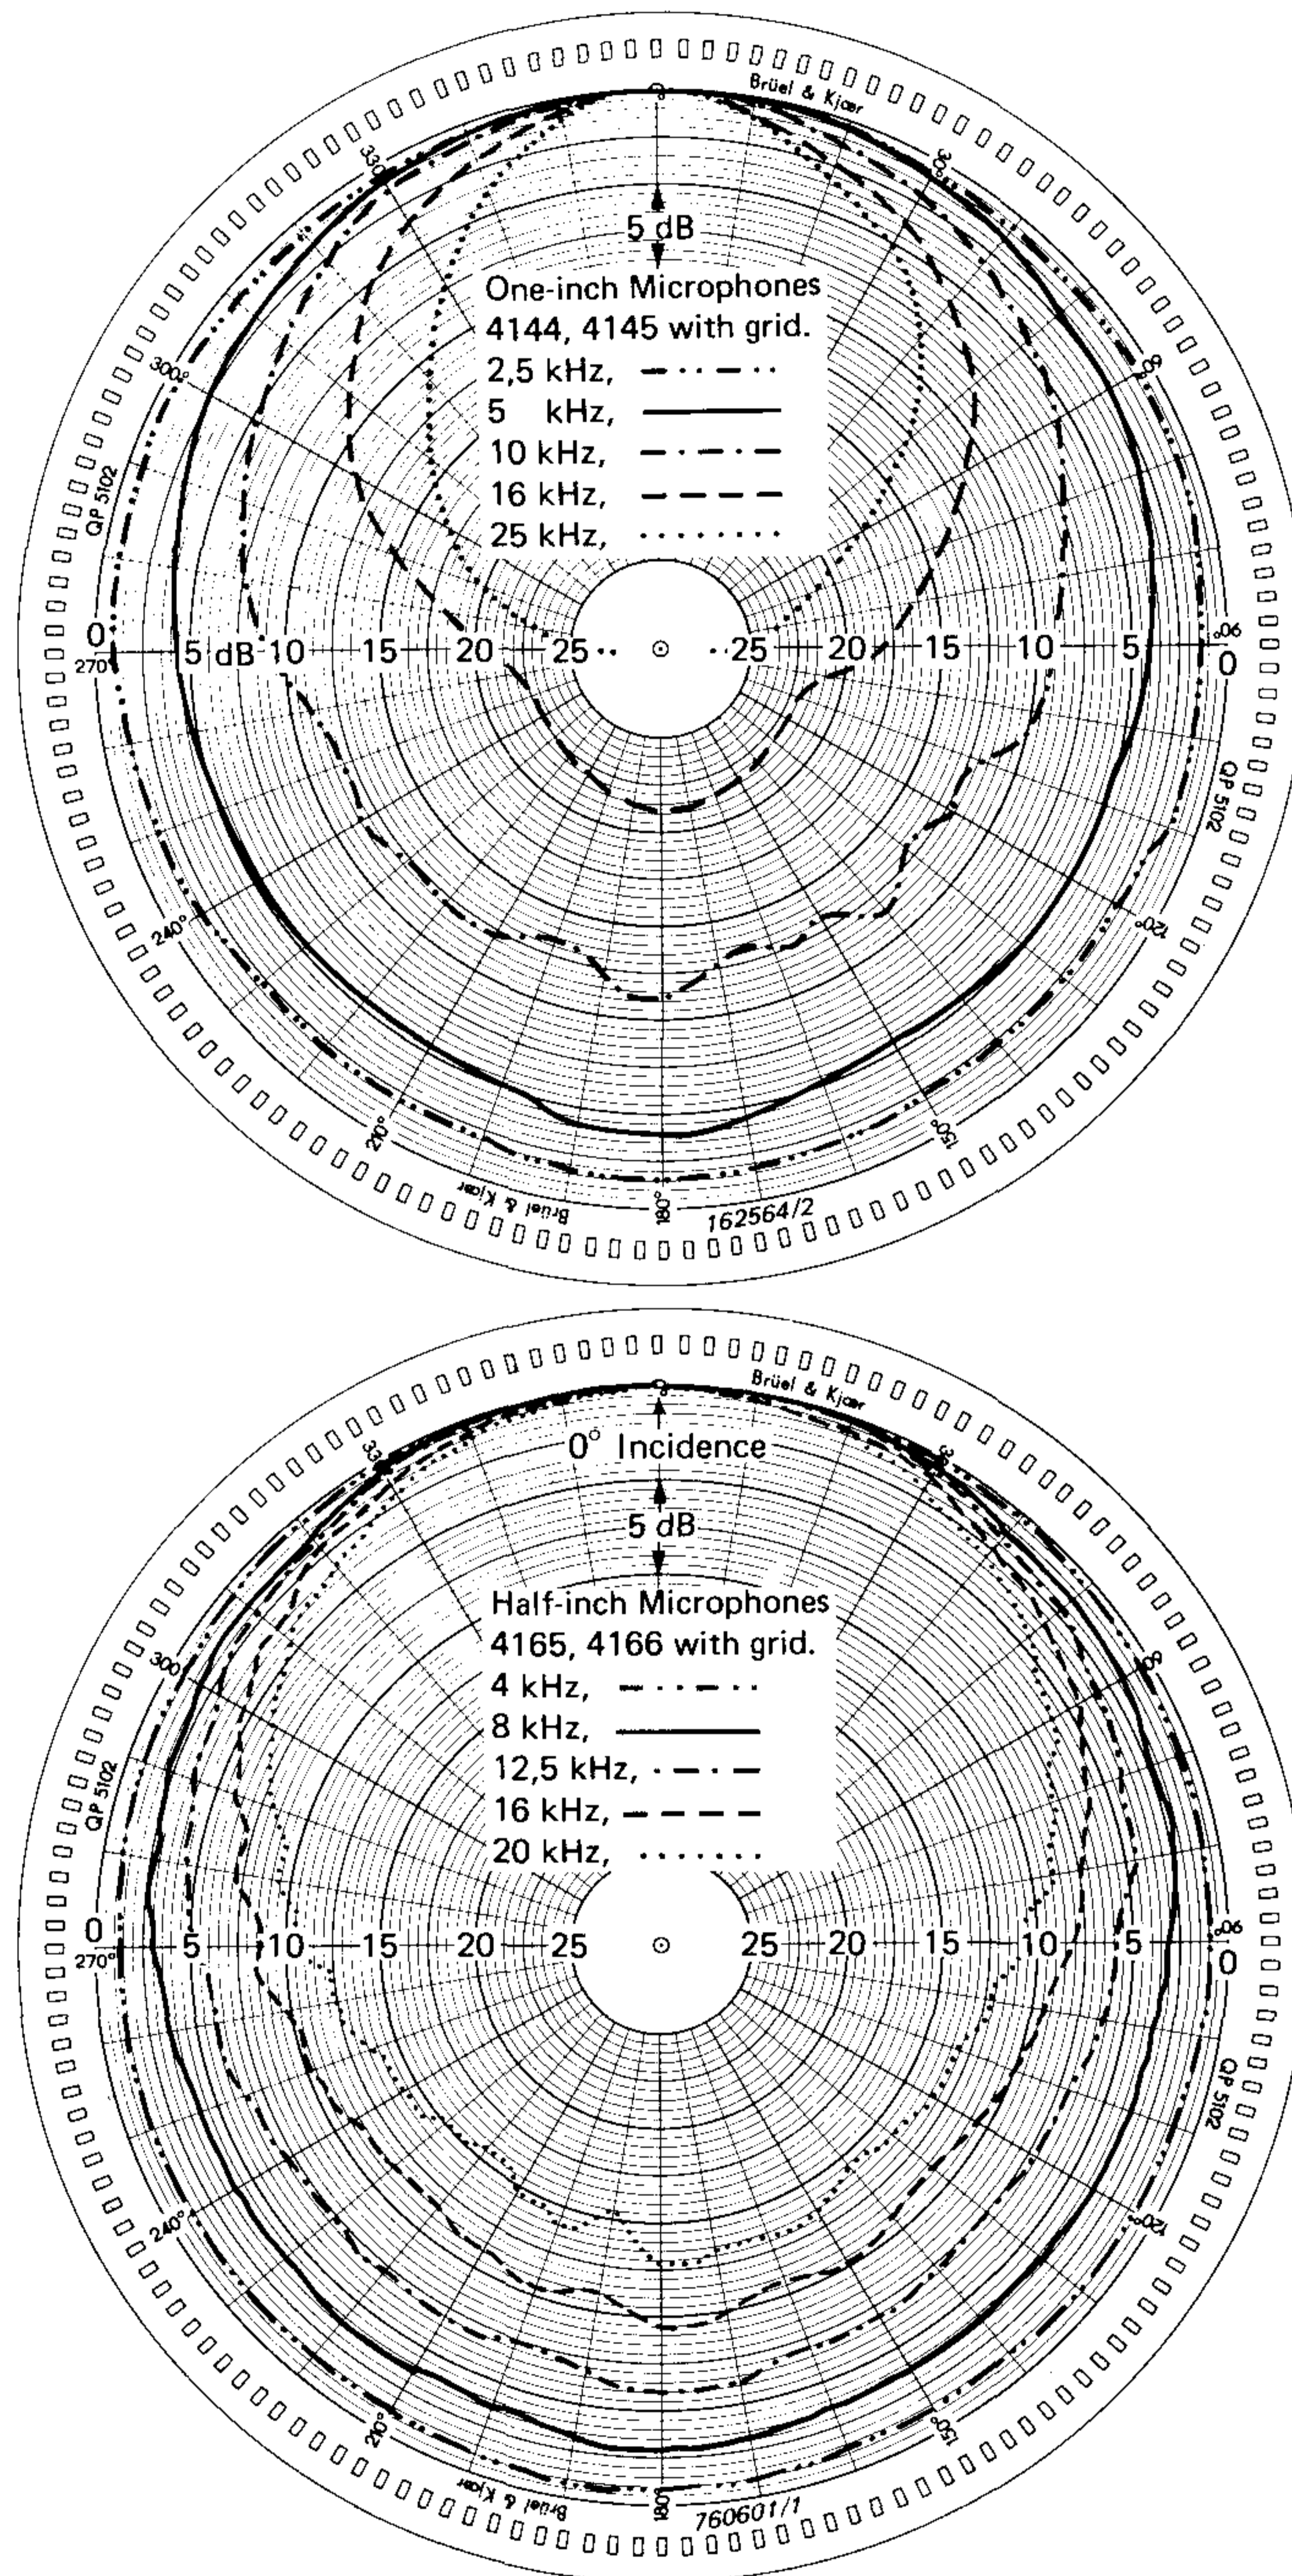 Brüel & Kjær
0
30°
330
5 dB
60
300°
One-inch Microphones
4144, 4145 with grid.
2,5 kHz,
5 kHz,
10 kHz,
16 kHz,
25 kHz,
QP 5102
0 5 dB 10 15 20 25 25 20 15 10 5 0
270°
90°
QP 5102
240°
120°
210°
150°
180°
Brüel & Kjær
162564/2
Brüel & Kjær
0
0° Incidence
5 dB
Half-inch Microphones
4165, 4166 with grid.
300
60
4 kHz,
8 kHz,
12,5 kHz,
16 kHz,
20 kHz,
QP 5102
0 5 10 15 20 25 25 20 15 10 5 0
270°
90°
QP 5102
240°
120°
210°
150°
180°
Brüel & Kjær
760601/1